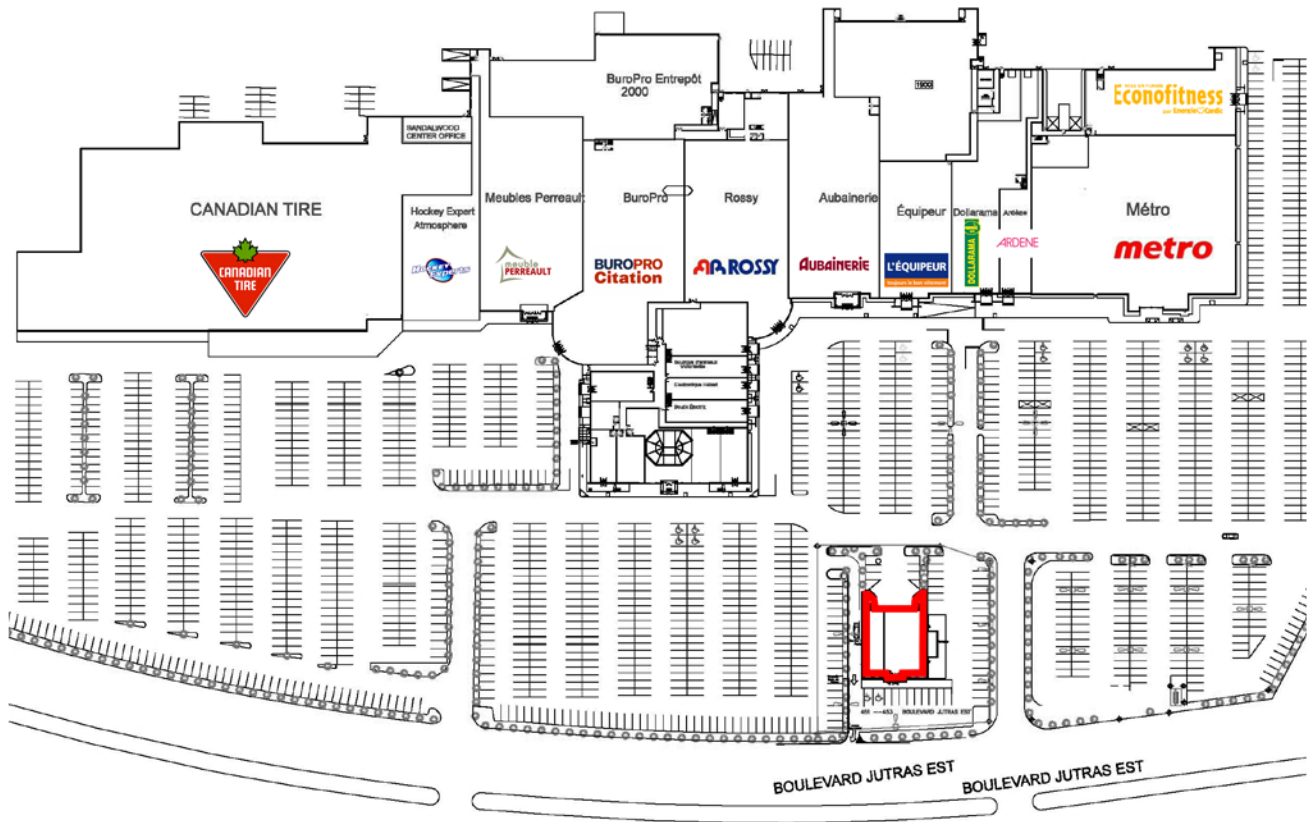 BuroPro Entrepôt
2000
1900
Econofitness
SANDALWOOD
CENTER OFFICE
CANADIAN TIRE
Hockey Expert
Atmosphere
Meubles Perreault
BuroPro
Rossy
Aubainerie
Équipeur
Dollarama
Ardène
Métro
CANADIAN
TIRE
HOCKEY EXPERTS
meuble
PERREAULT
BUROPRO
Citation
ROSSY
AUBAINERIE
L'ÉQUIPEUR
DOLLARAMA
ARDENE
metro
BOULEVARD JUTRAS EST
BOULEVARD JUTRAS EST
BOULEVARD JUTRAS EST